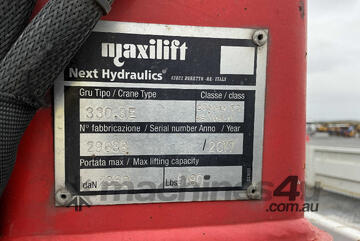 maxilift
Next Hydraulics
42022 BORETTO -RE- ITALY
Gru Tipo / Crane Type Classe / class
330.5E
N° fabbricazione / Serial number Anno / Year
/ 2017
Portata max / Max lifting capacity
daN Lbs
machines4u
.com.au